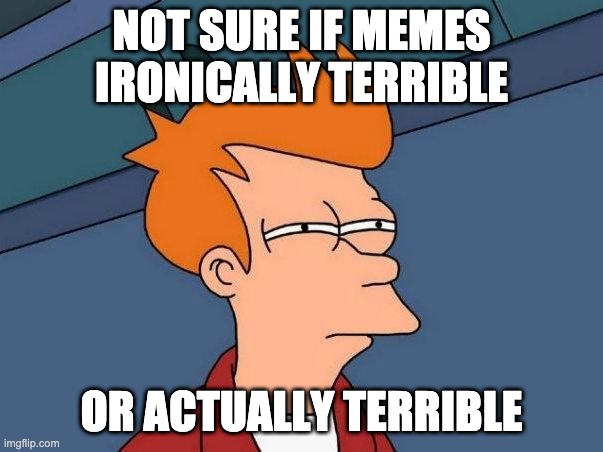 NOT SURE IF MEMES
IRONICALLY TERRIBLE
OR ACTUALLY TERRIBLE
imgflip.com